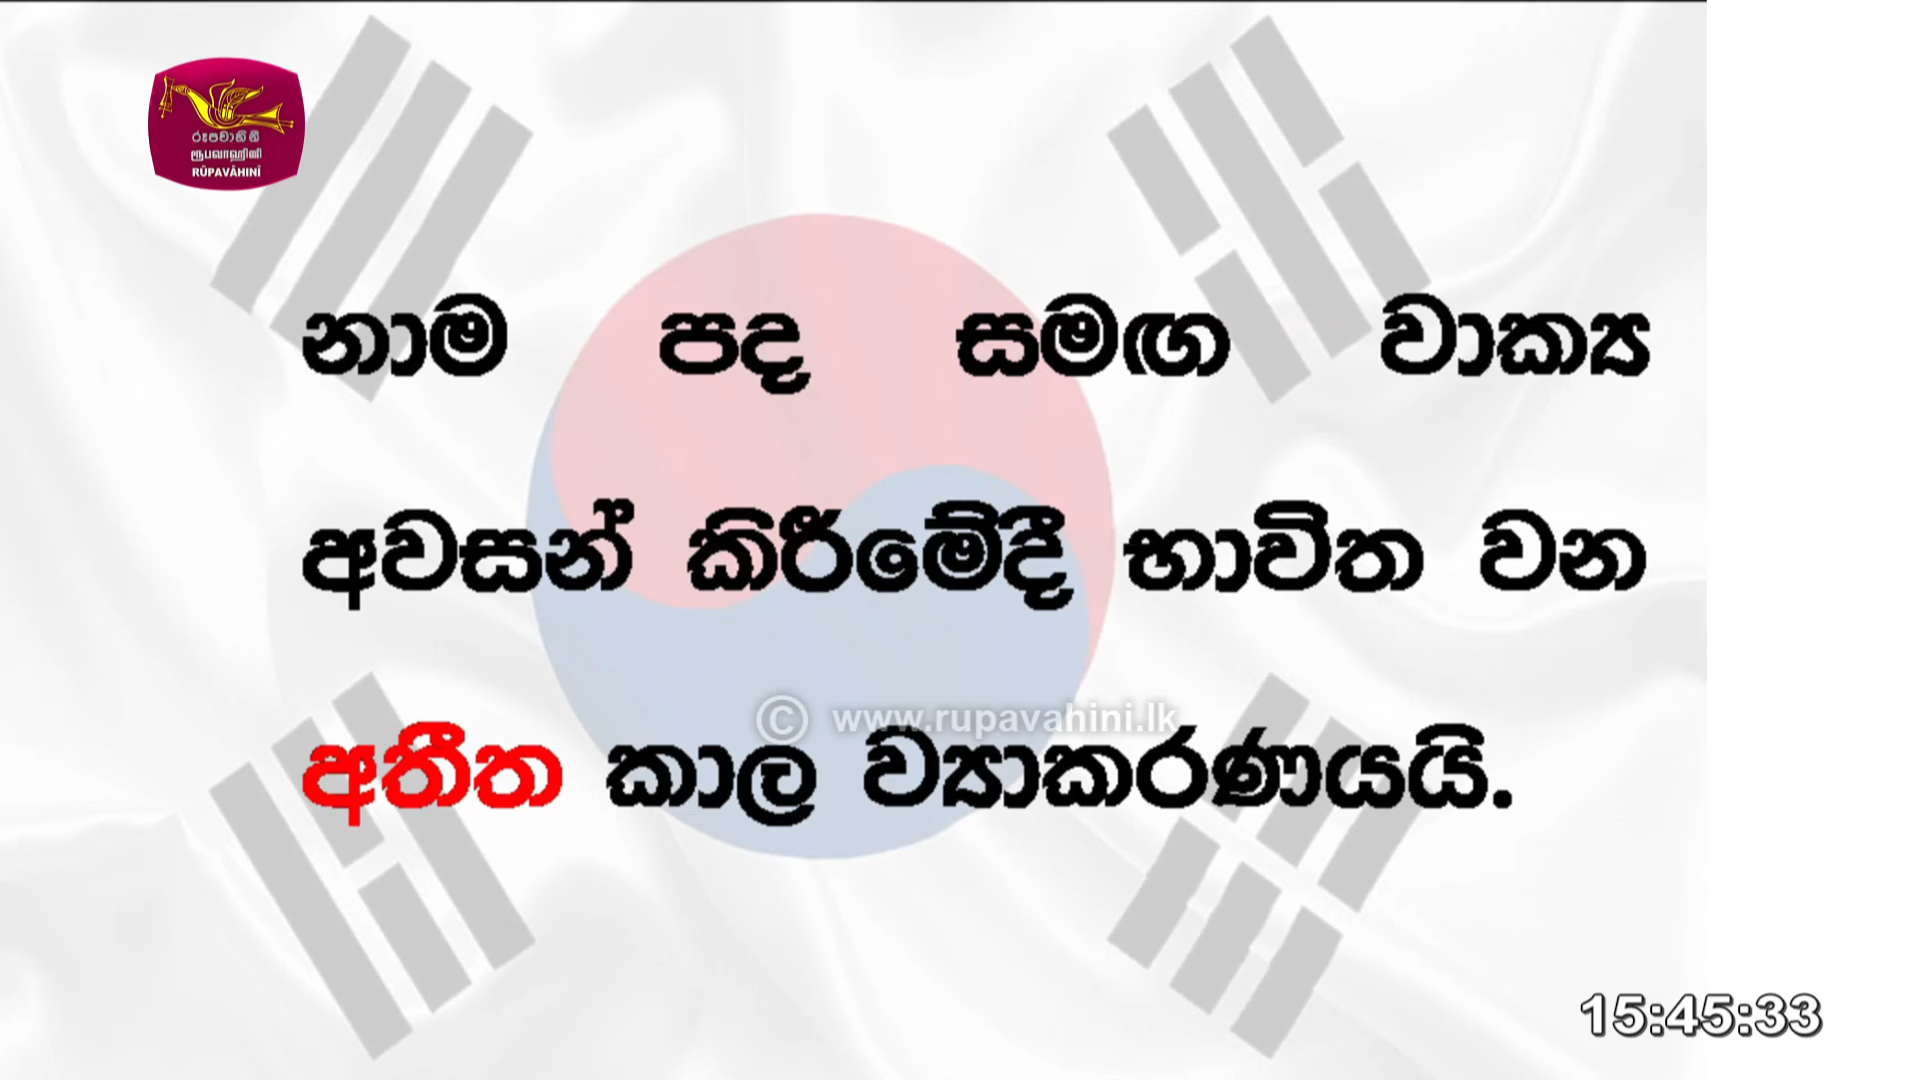 රූපවාහිනී
ரூபவாஹினி
RŪPAVĀHINĪ
නාම පද සමඟ වාක්‍ය
අවසන් කිරීමේදී භාවිත වන
© www.rupavahini.lk
අතීත කාල ව්‍යාකරණයයි.
15:45:33